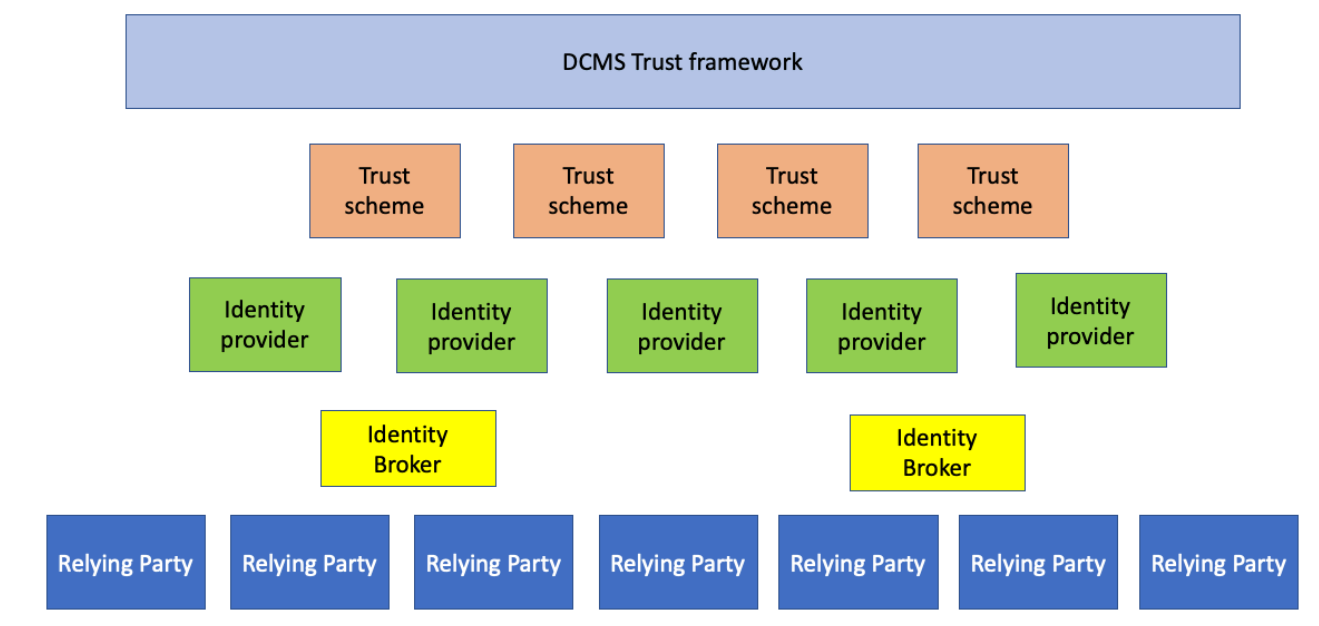 DCMS Trust framework
Trust
scheme
Trust
scheme
Trust
scheme
Trust
scheme
Identity
provider
Identity
provider
Identity
provider
Identity
provider
Identity
provider
Identity
Broker
Identity
Broker
Relying Party
Relying Party
Relying Party
Relying Party
Relying Party
Relying Party
Relying Party